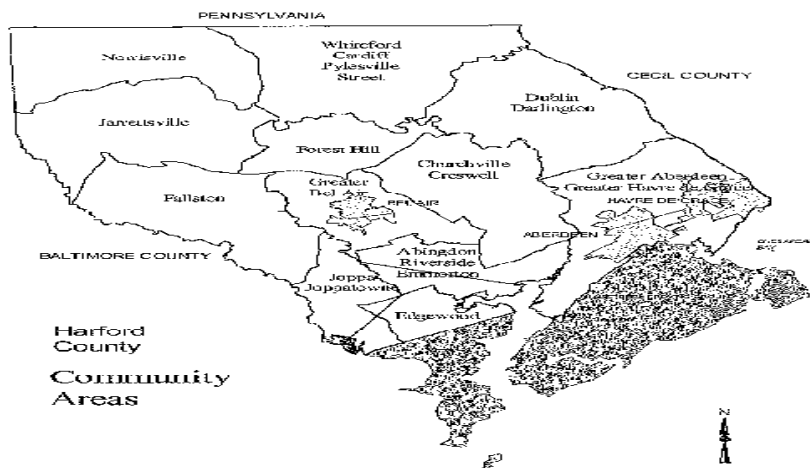 PENNSYLVANIA
Norrisville
Whiteford
Cardiff
Pylesville
Street
CECIL COUNTY
Dublin
Darlington
Jarrettsville
Forest Hill
Churchville
Creswell
Greater Aberdeen
Greater Havre de Grace
HAVRE DE GRACE
Fallston
Greater
Bel Air
BEL AIR
ABERDEEN
BALTIMORE COUNTY
Abingdon
Riverside
Emmorton
CHESAPEAKE
BAY
Joppa
Joppatowne
Edgewood
Harford
County
Community
Areas
N